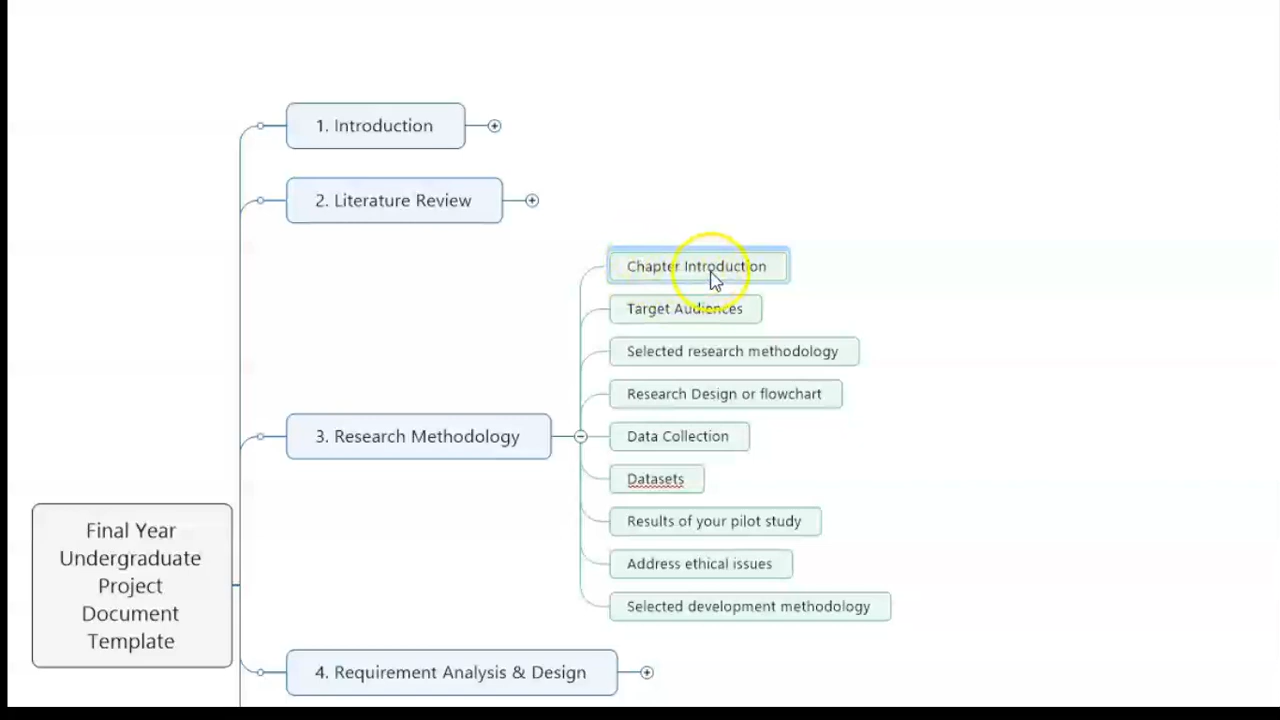 1. Introduction
2. Literature Review
Chapter Introduction
Target Audiences
Selected research methodology
Research Design or flowchart
3. Research Methodology
Data Collection
Datasets
Results of your pilot study
Address ethical issues
Selected development methodology
Final Year
Undergraduate
Project
Document
Template
4. Requirement Analysis & Design